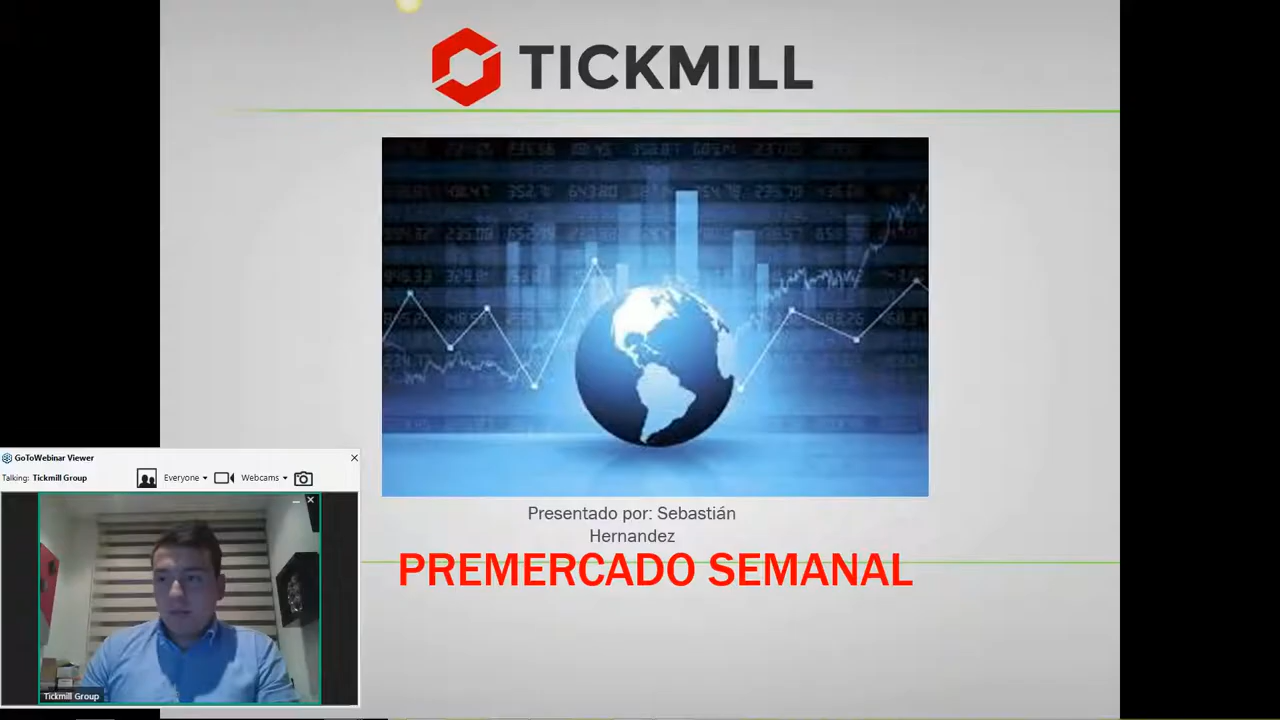 TICKMILL
Presentado por: Sebastián
Hernandez
PREMERCADO SEMANAL
GoToWebinar Viewer
Talking: Tickmill Group
Everyone
Webcams
Tickmill Group